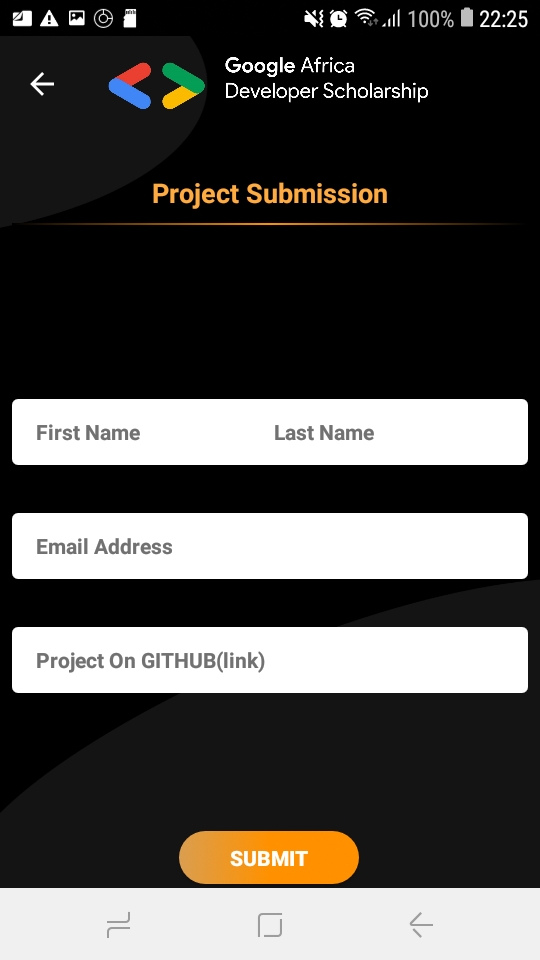 100% 22:25
Google Africa
Developer Scholarship
Project Submission
First Name Last Name
Email Address
Project On GITHUB(link)
SUBMIT